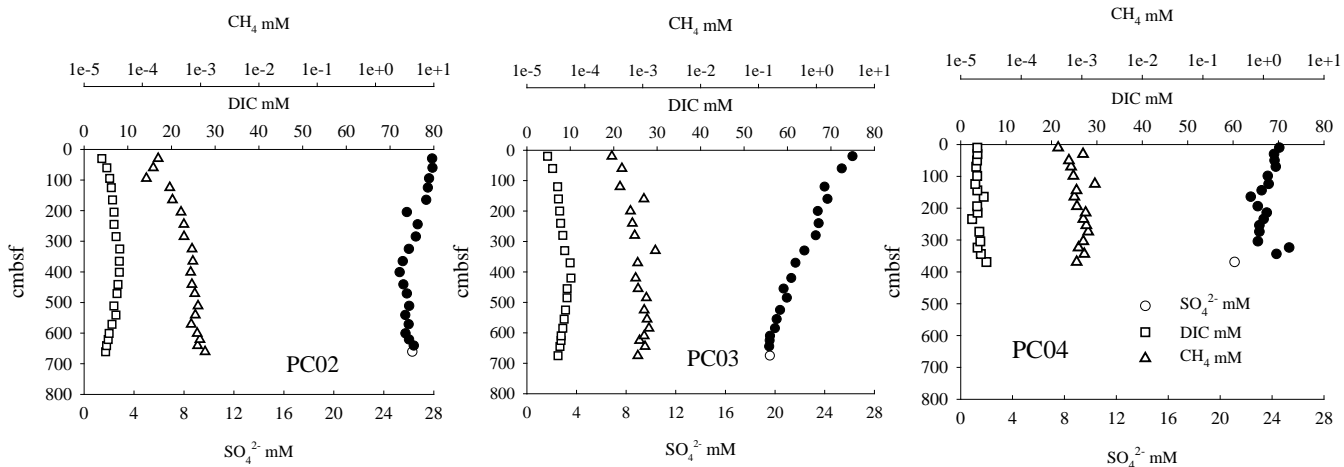 CH4 mM
1e-5 1e-4 1e-3 1e-2 1e-1 1e+0 1e+1
DIC mM
0 10 20 30 40 50 60 70 80
0
100
200
300
400
500
600
700
800
cmbsf
PC02
0 4 8 12 16 20 24 28
SO4 2- mM
CH4 mM
1e-5 1e-4 1e-3 1e-2 1e-1 1e+0 1e+1
DIC mM
0 10 20 30 40 50 60 70 80
0
100
200
300
400
500
600
700
800
cmbsf
PC03
0 4 8 12 16 20 24 28
SO4 2- mM
CH4 mM
1e-5 1e-4 1e-3 1e-2 1e-1 1e+0 1e+1
DIC mM
0 10 20 30 40 50 60 70 80
0
100
200
300
400
500
600
700
800
cmbsf
SO4 2- mM
DIC mM
CH4 mM
PC04
0 4 8 12 16 20 24 28
SO4 2- mM